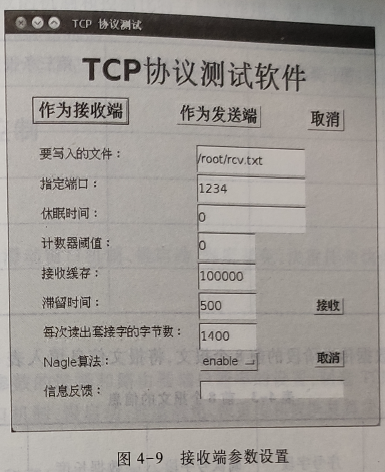 TCP 协议测试
TCP协议测试软件
作为接收端 作为发送端 取消
要写入的文件： /root/rcv.txt
指定端口： 1234
休眠时间： 0
计数器阈值： 0
接收缓存： 100000
滞留时间： 500 接收
每次读出套接字的字节数： 1400
Nagle算法： enable 取消
信息反馈：
图 4-9 接收端参数设置